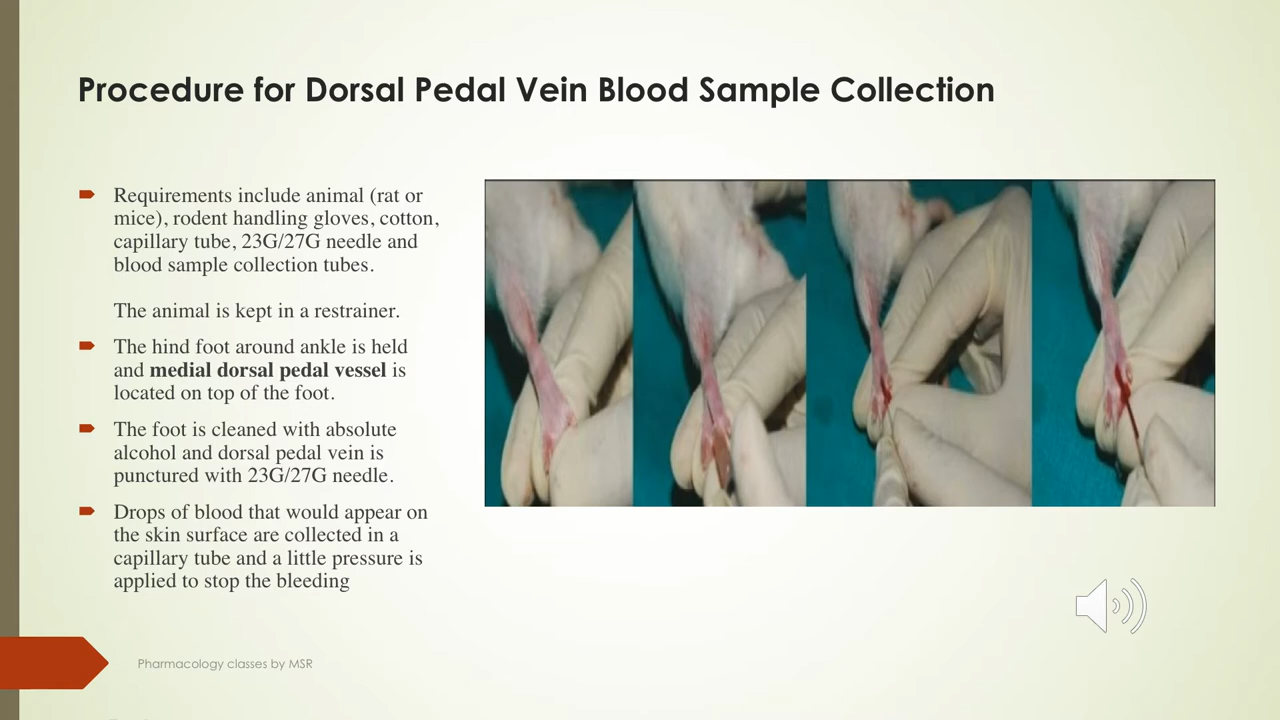 Procedure for Dorsal Pedal Vein Blood Sample Collection
Requirements include animal (rat or
mice), rodent handling gloves, cotton,
capillary tube, 23G/27G needle and
blood sample collection tubes.
The animal is kept in a restrainer.
The hind foot around ankle is held
and medial dorsal pedal vessel is
located on top of the foot.
The foot is cleaned with absolute
alcohol and dorsal pedal vein is
punctured with 23G/27G needle.
Drops of blood that would appear on
the skin surface are collected in a
capillary tube and a little pressure is
applied to stop the bleeding
Pharmacology classes by MSR